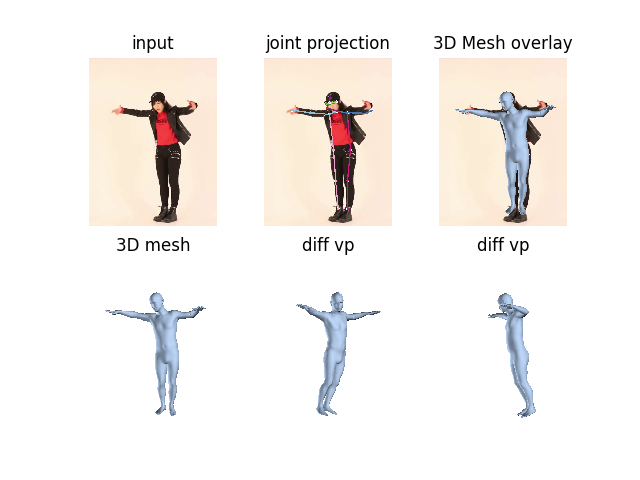 input
joint projection
3D Mesh overlay
3D mesh
diff vp
diff vp